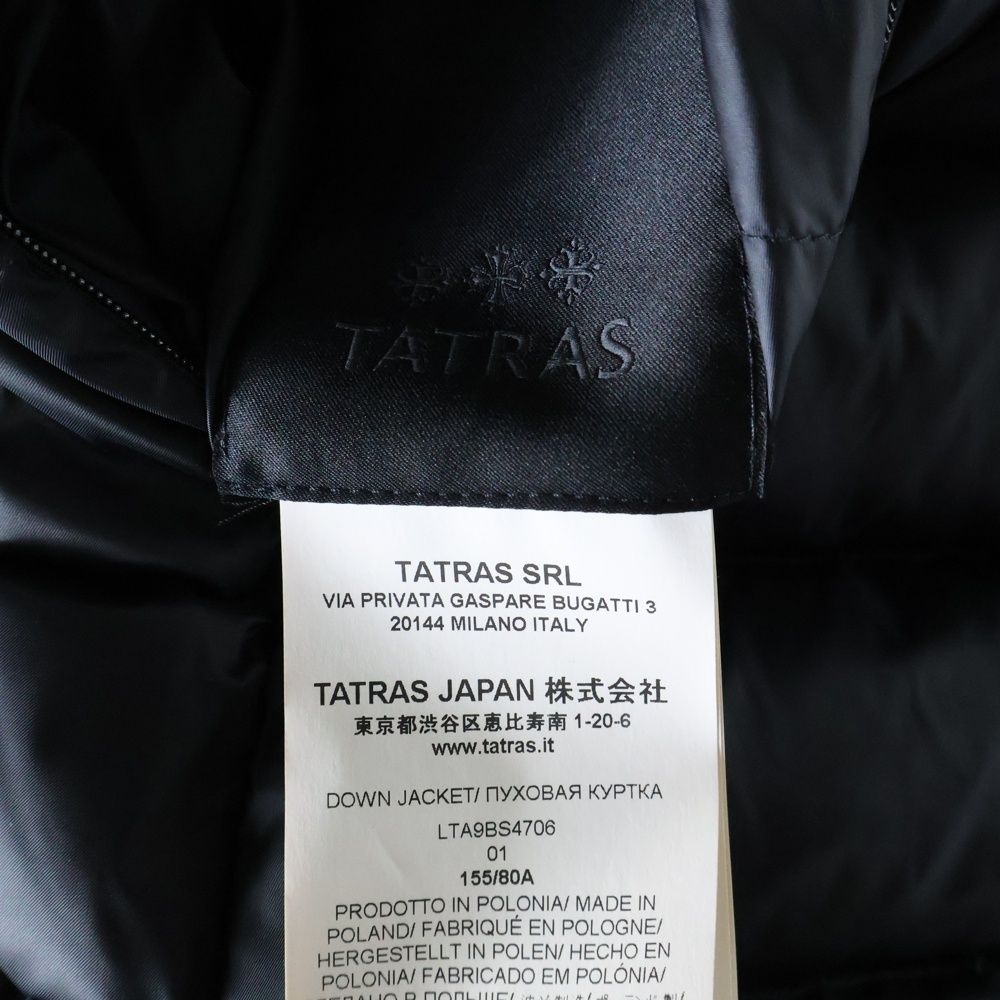 TATRAS
TATRAS SRL
VIA PRIVATA GASPARE BUGATTI 3
20144 MILANO ITALY
TATRAS JAPAN 株式会社
東京都渋谷区恵比寿南 1-20-6
www.tatras.it
DOWN JACKET/ ПУХОВАЯ КУРТКА
LTA9BS4706
01
155/80A
PRODOTTO IN POLONIA/ MADE IN
POLAND/ FABRIQUÉ EN POLOGNE/
HERGESTELLT IN POLEN/ HECHO EN
POLONIA/ FABRICADO EM POLÓNIA/